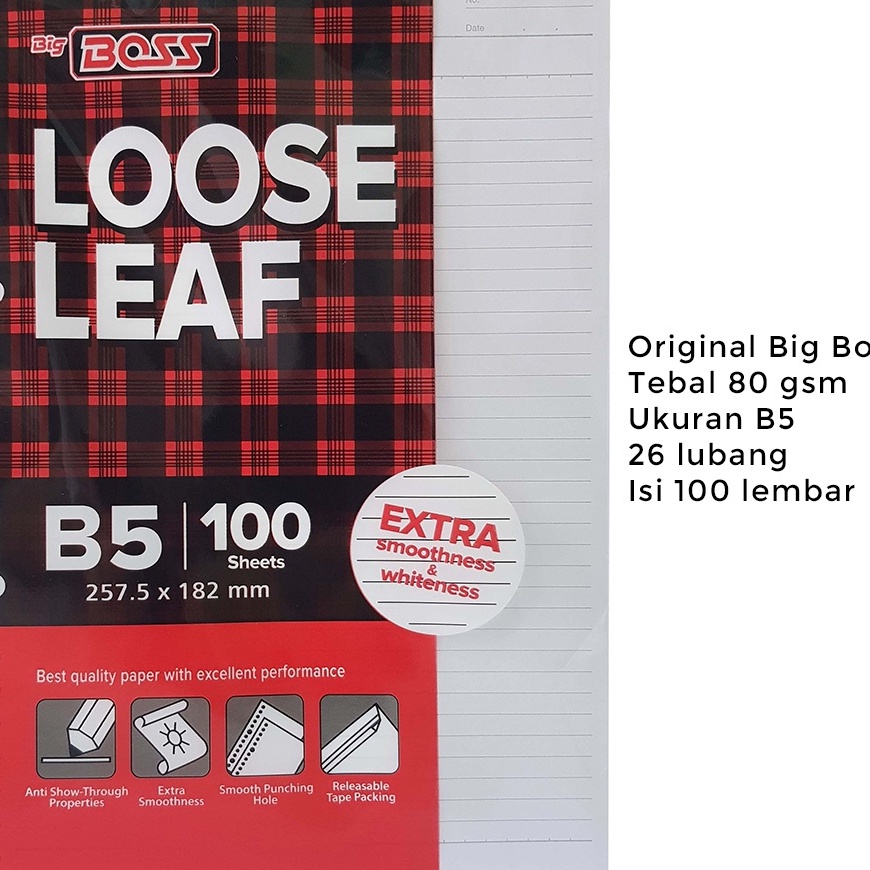 No.:
Date
Big BOSS
LOOSE
LEAF
B5 | 100
Sheets
257.5 x 182 mm
EXTRA
smoothness
&
whiteness
Best quality paper with excellent performance
Anti Show-Through
Properties
Extra
Smoothness
Smooth Punching
Hole
Releasable
Tape Packing
Original Big Bo
Tebal 80 gsm
Ukuran B5
26 lubang
Isi 100 lembar